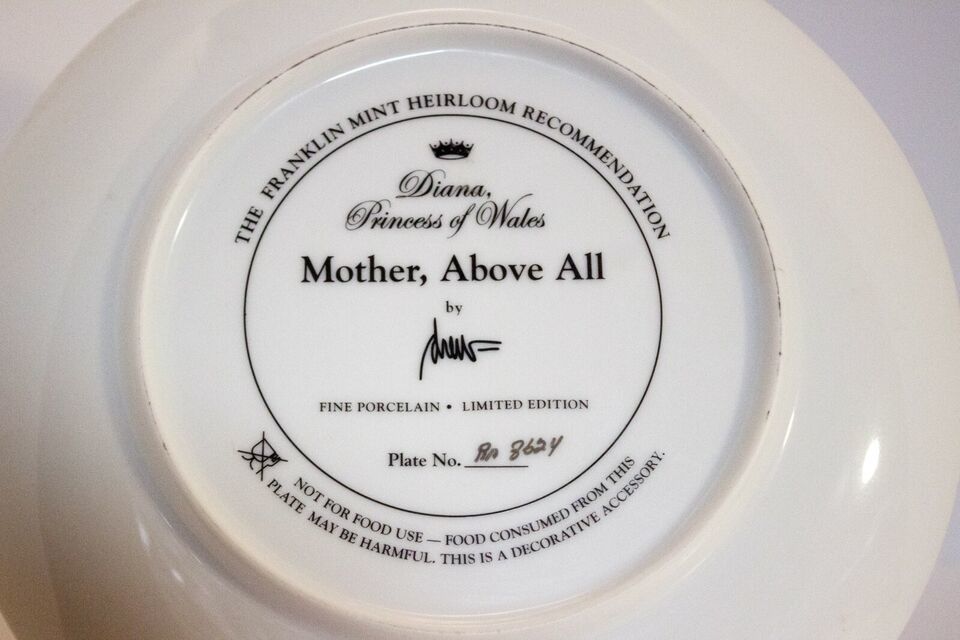 THE FRANKLIN MINT HEIRLOOM RECOMMENDATION
Diana,
Princess of Wales
Mother, Above All
by
FINE PORCELAIN • LIMITED EDITION
Plate No. 8624
NOT FOR FOOD USE — FOOD CONSUMED FROM THIS
PLATE MAY BE HARMFUL. THIS IS A DECORATIVE ACCESSORY.